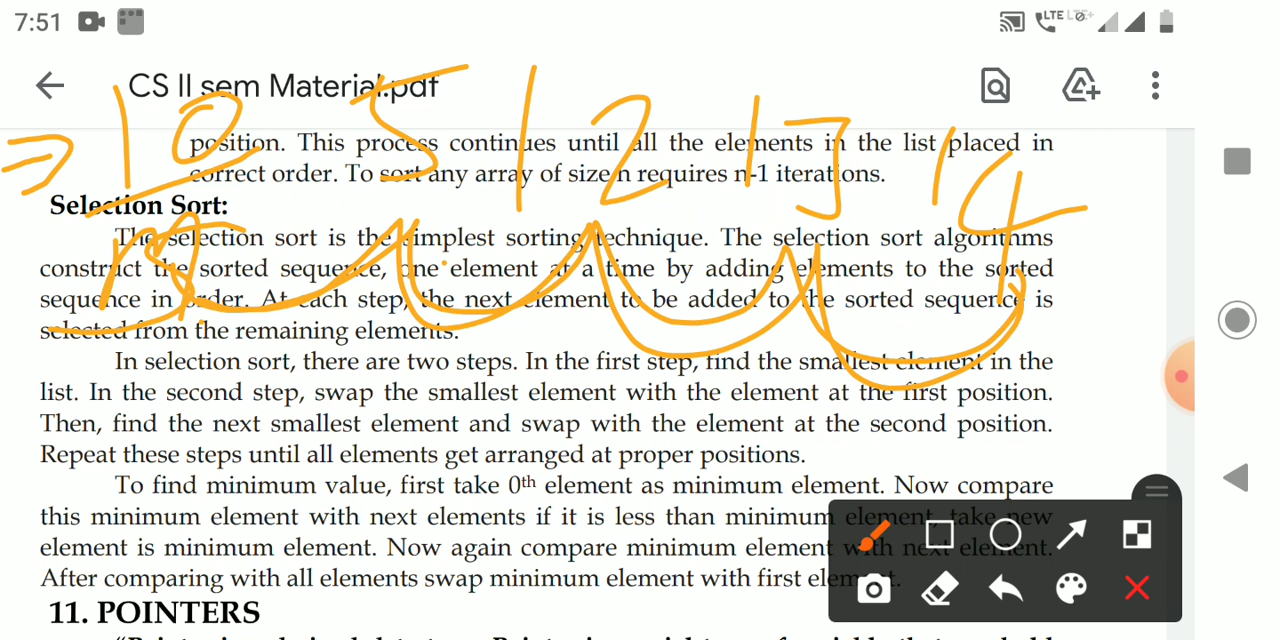 7:51
LTE LTE+
CS II sem Material.pdf
position. This process continues until all the elements in the list placed in
correct order. To sort any array of size n requires n-1 iterations.
Selection Sort:
The selection sort is the simplest sorting technique. The selection sort algorithms
construct the sorted sequence, one element at a time by adding elements to the sorted
sequence in order. At each step, the next element to be added to the sorted sequence is
selected from the remaining elements.
In selection sort, there are two steps. In the first step, find the smallest element in the
list. In the second step, swap the smallest element with the element at the first position.
Then, find the next smallest element and swap with the element at the second position.
Repeat these steps until all elements get arranged at proper positions.
To find minimum value, first take 0th element as minimum element. Now compare
this minimum element with next elements if it is less than minimum element, take new
element is minimum element. Now again compare minimum element with next element.
After comparing with all elements swap minimum element with first element.
11. POINTERS